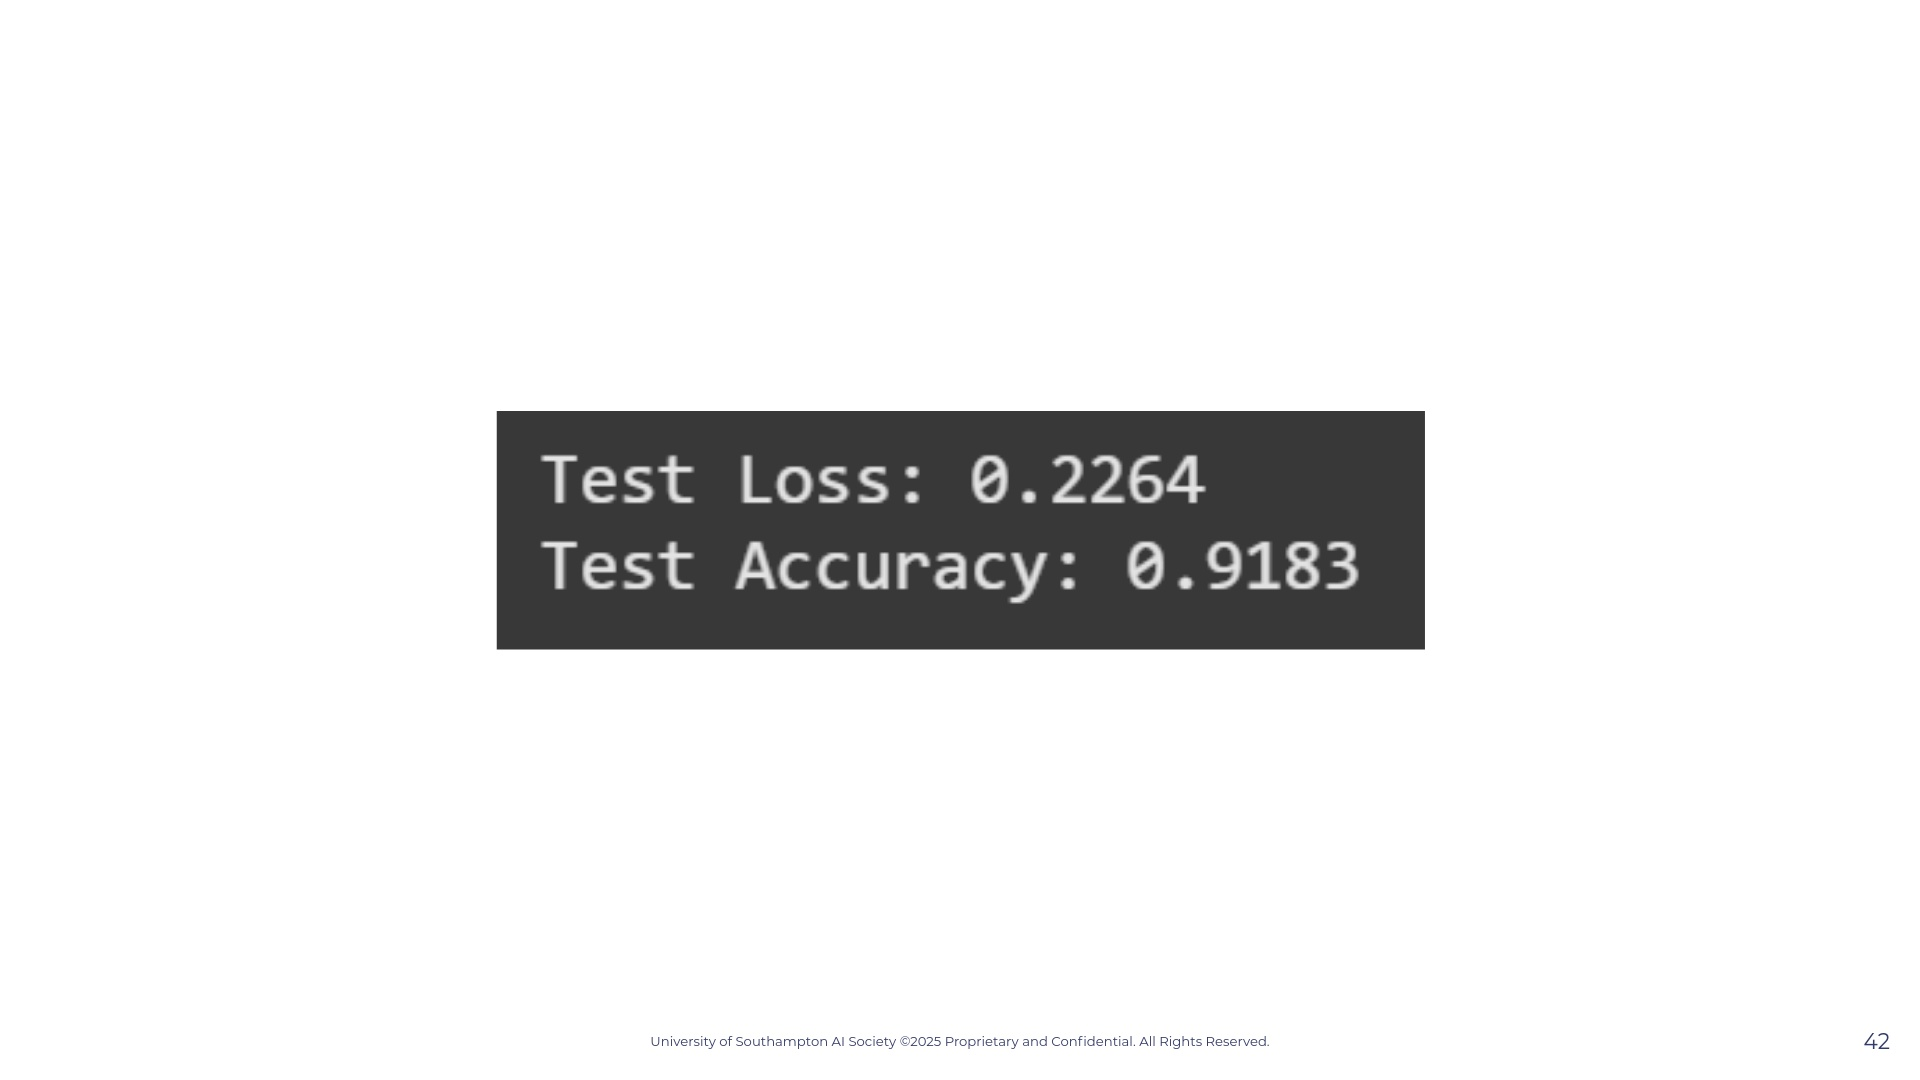 Test Loss: 0.2264
Test Accuracy: 0.9183
University of Southampton AI Society ©2025 Proprietary and Confidential. All Rights Reserved.
42